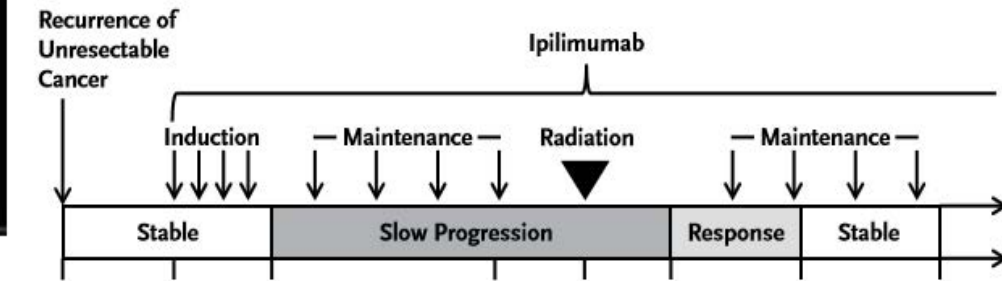 Recurrence of
Unresectable
Cancer
Ipilimumab
Induction
Maintenance
Radiation
Maintenance
Stable
Slow Progression
Response
Stable